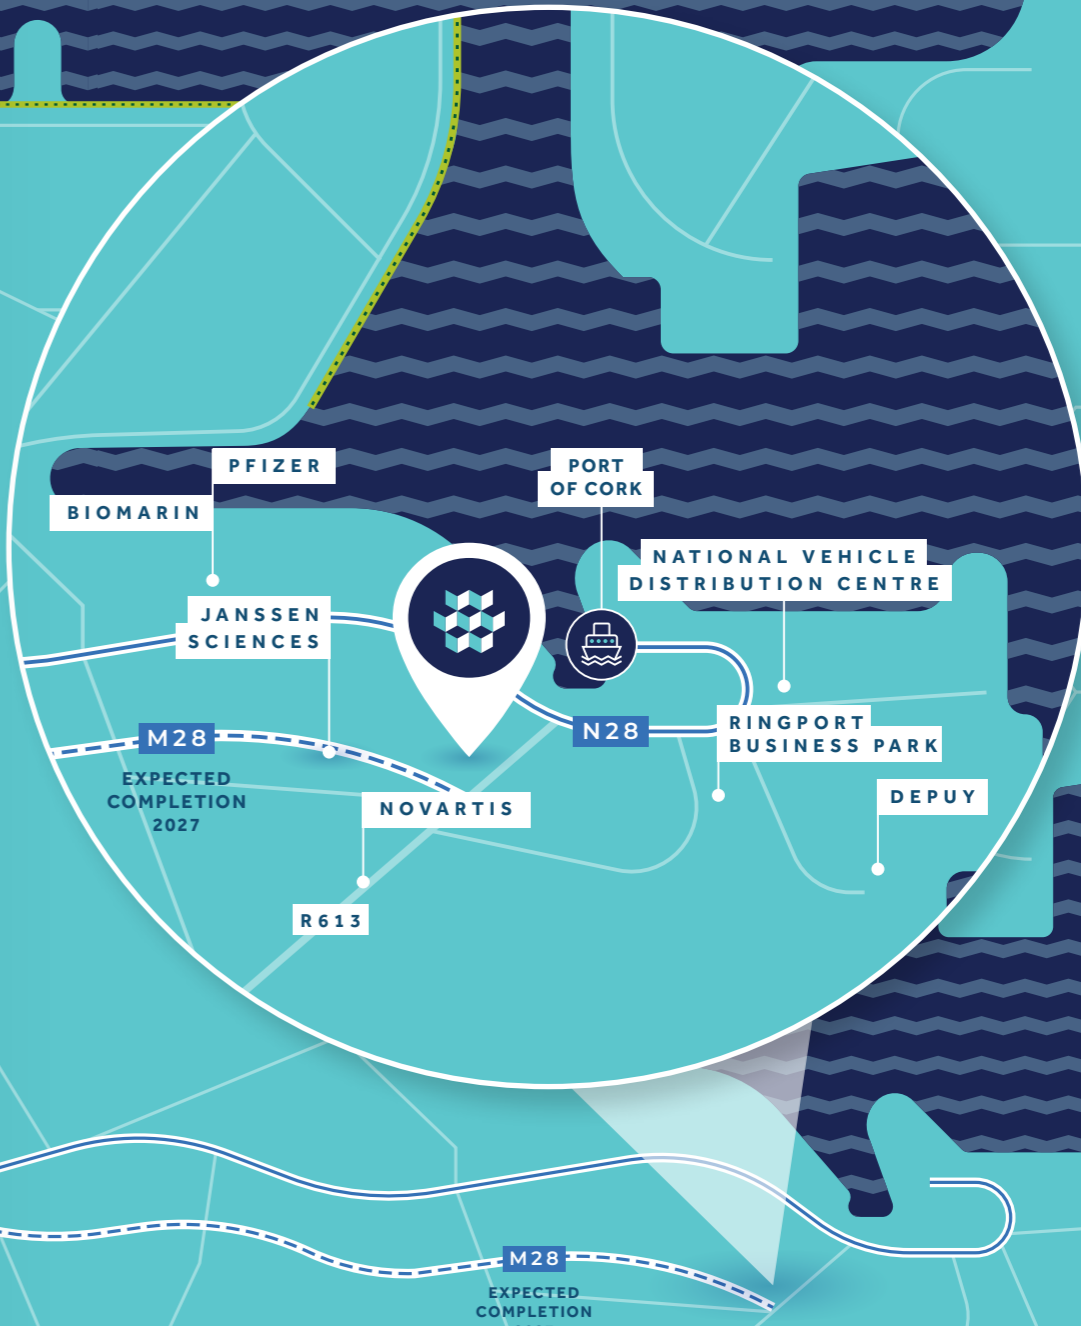 PFIZER
BIOMARIN
PORT
OF CORK
NATIONAL VEHICLE
DISTRIBUTION CENTRE
JANSSEN
SCIENCES
M28
EXPECTED
COMPLETION
2027
N28
RINGPORT
BUSINESS PARK
DEPUY
NOVARTIS
R613
M28
EXPECTED
COMPLETION